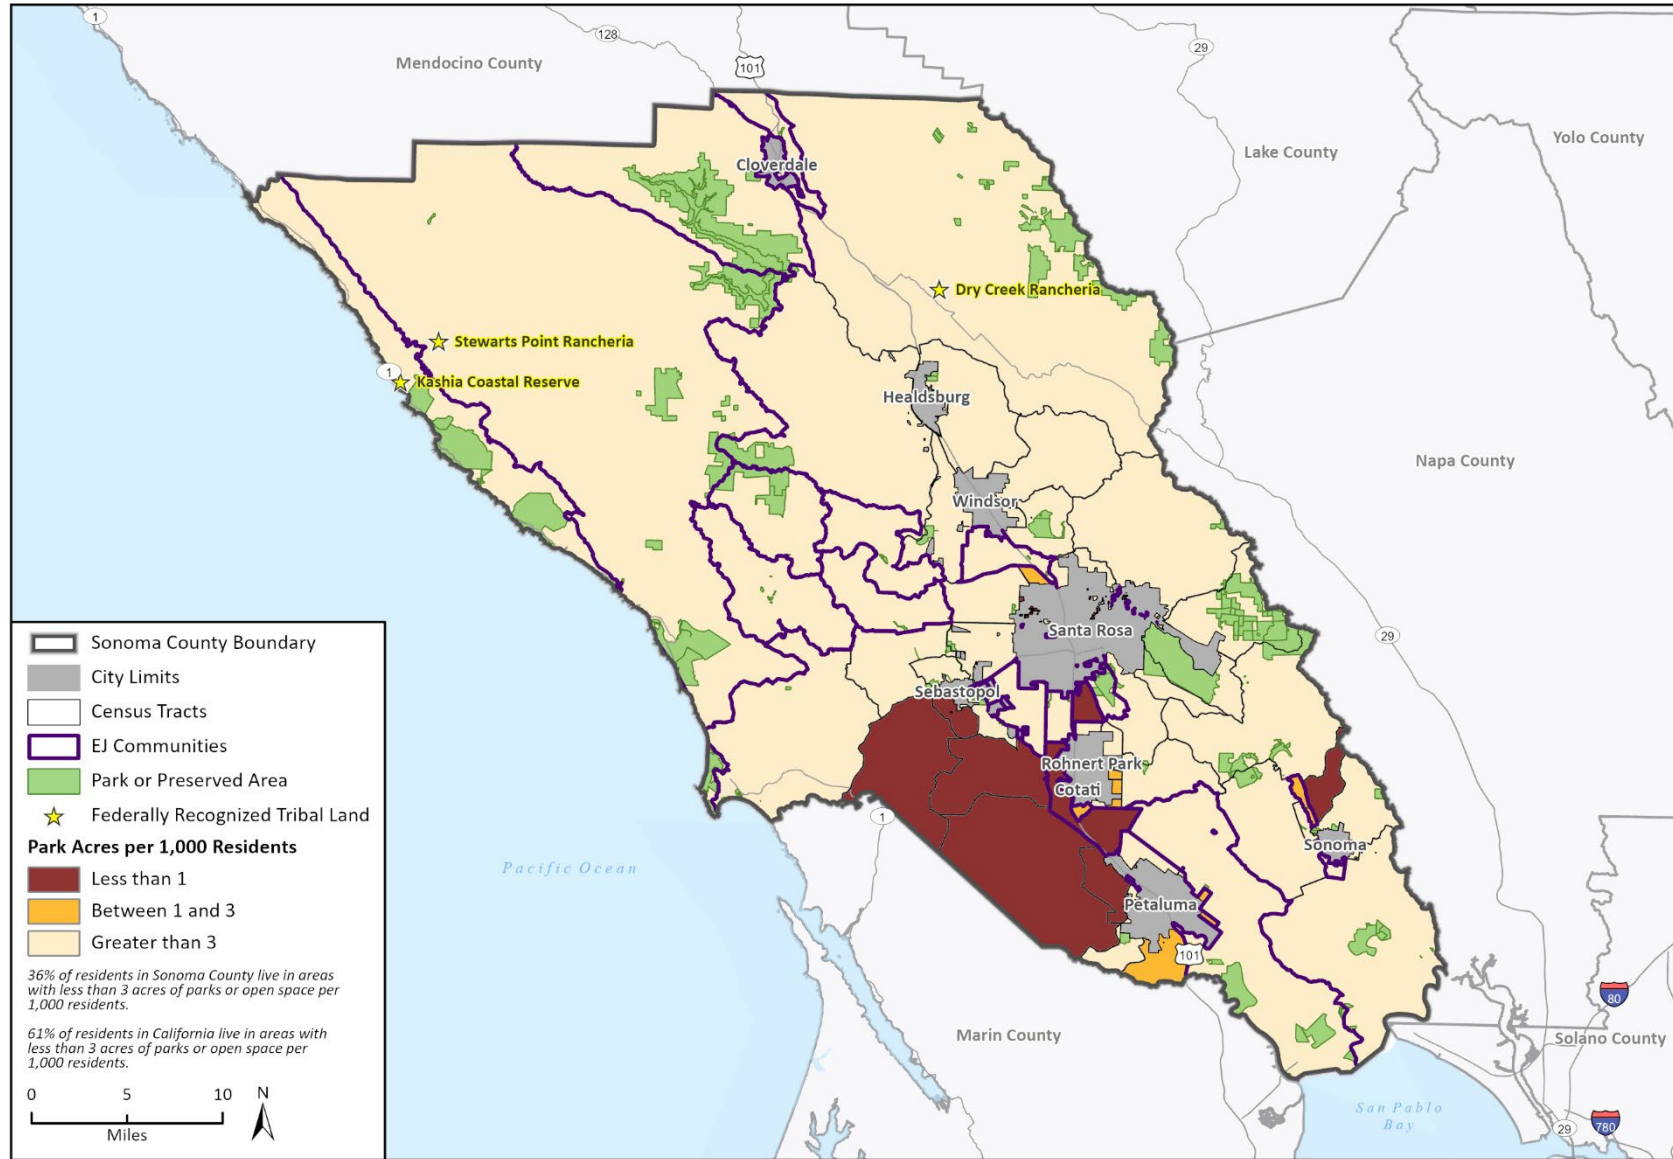 1
128
29
Mendocino County
101
Yolo County
Lake County
Cloverdale
Dry Creek Rancheria
Stewarts Point Rancheria
1
Kashia Coastal Reserve
Healdsburg
Napa County
Windsor
Santa Rosa
29
Sebastopol
Rohnert Park
Cotati
1
Sonoma
Pacific Ocean
Petaluma
101
80
Marin County
Solano County
San Pablo
Bay
29
780
Sonoma County Boundary
City Limits
Census Tracts
EJ Communities
Park or Preserved Area
Federally Recognized Tribal Land
Park Acres per 1,000 Residents
Less than 1
Between 1 and 3
Greater than 3
36% of residents in Sonoma County live in areas
with less than 3 acres of parks or open space per
1,000 residents.
61% of residents in California live in areas with
less than 3 acres of parks or open space per
1,000 residents.
0 5 10
Miles
N